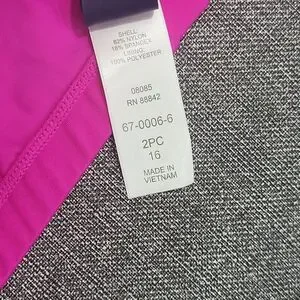 SHELL:
82% NYLON
18% SPANDEX
LINING:
100% POLYESTER
08085
RN 88842
67-0006-6
2PC
16
MADE IN
VIETNAM